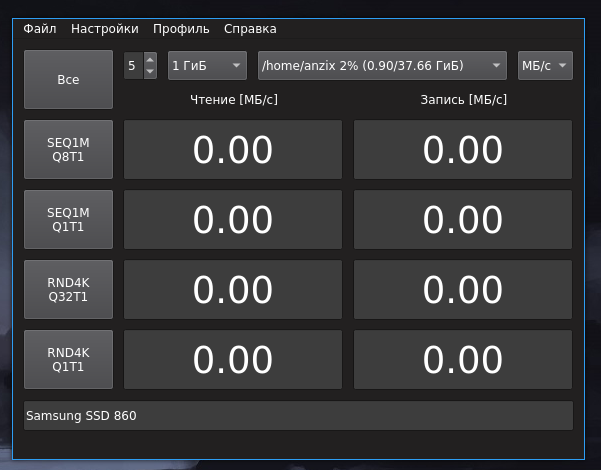 Файл Настройки Профиль Справка
Все 5 1 ГиБ /home/anzix 2% (0.90/37.66 ГиБ) МБ/с
Чтение [МБ/с] Запись [МБ/с]
SEQ1M
Q8T1
0.00 0.00
SEQ1M
Q1T1
0.00 0.00
RND4K
Q32T1
0.00 0.00
RND4K
Q1T1
0.00 0.00
Samsung SSD 860